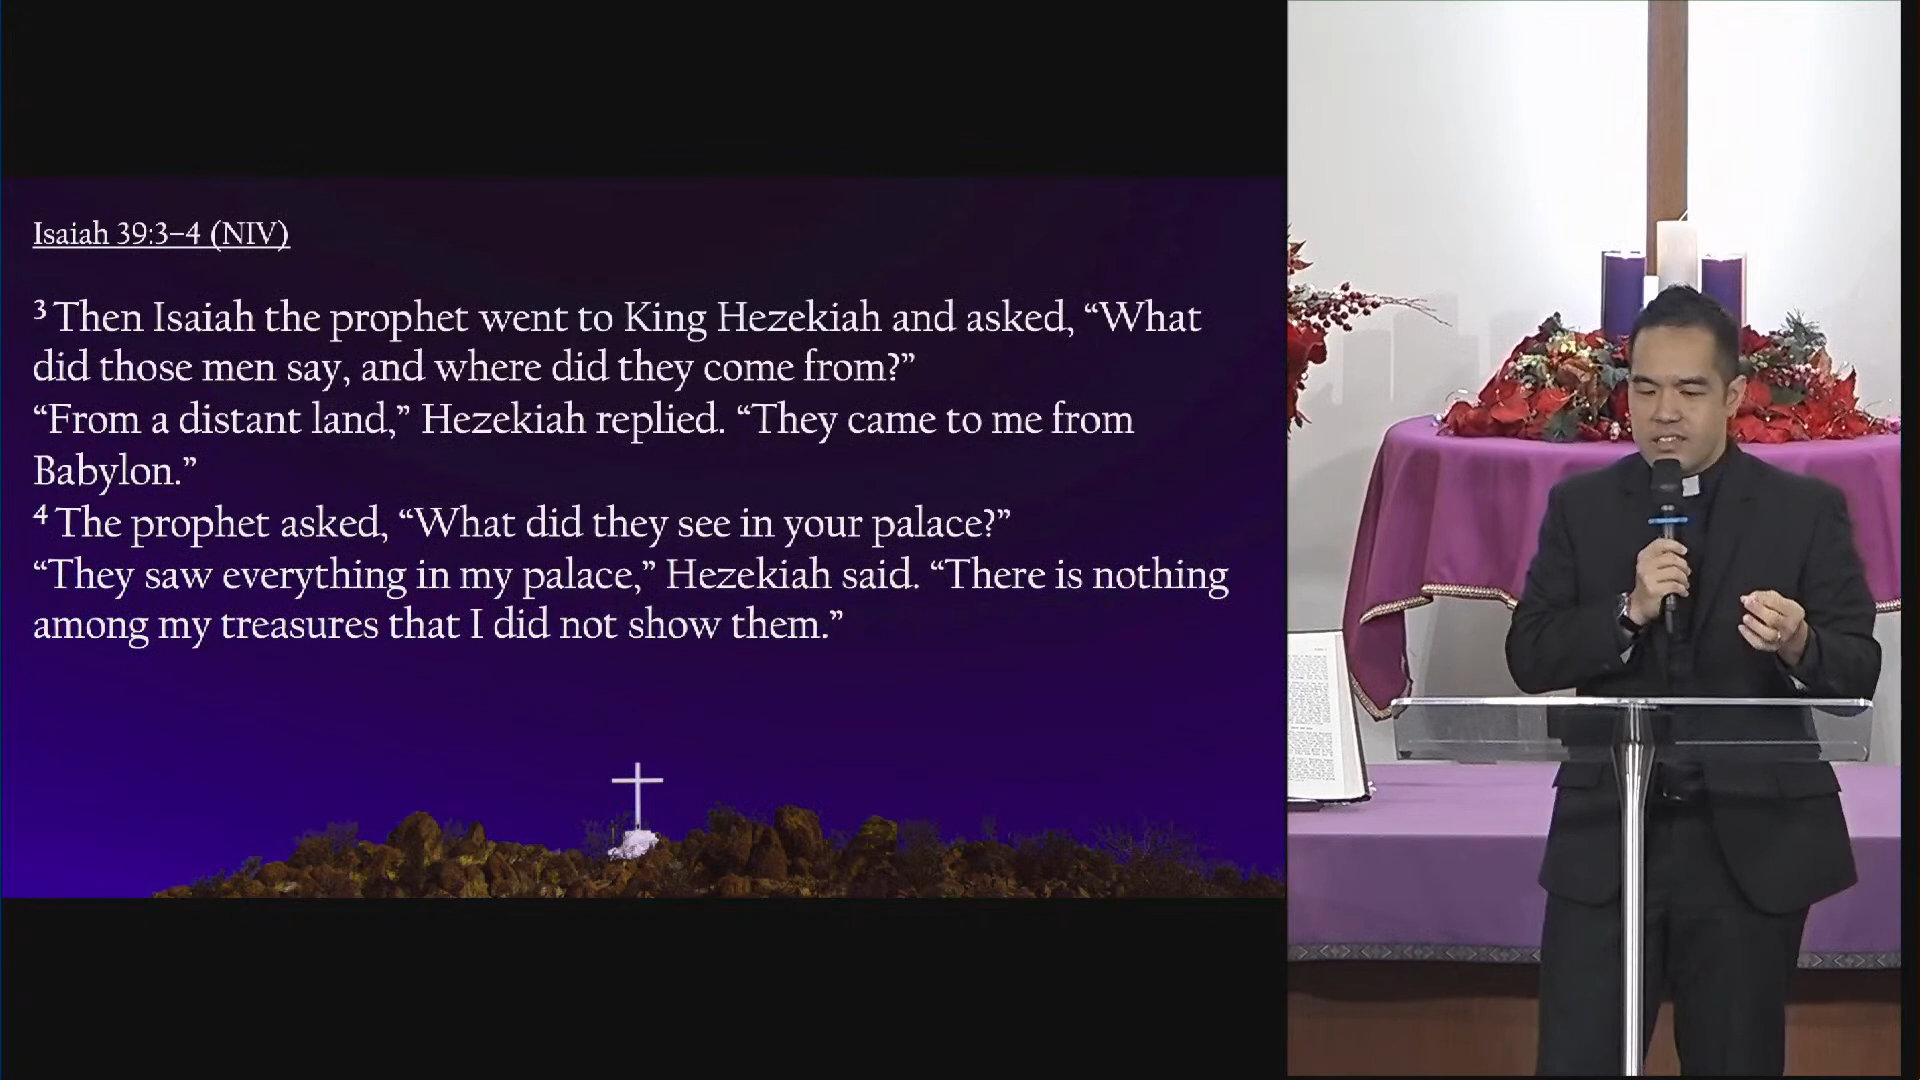 Isaiah 39:3–4 (NIV)
³ Then Isaiah the prophet went to King Hezekiah and asked, “What
did those men say, and where did they come from?”
“From a distant land,” Hezekiah replied. “They came to me from
Babylon.”
⁴ The prophet asked, “What did they see in your palace?”
“They saw everything in my palace,” Hezekiah said. “There is nothing
among my treasures that I did not show them.”